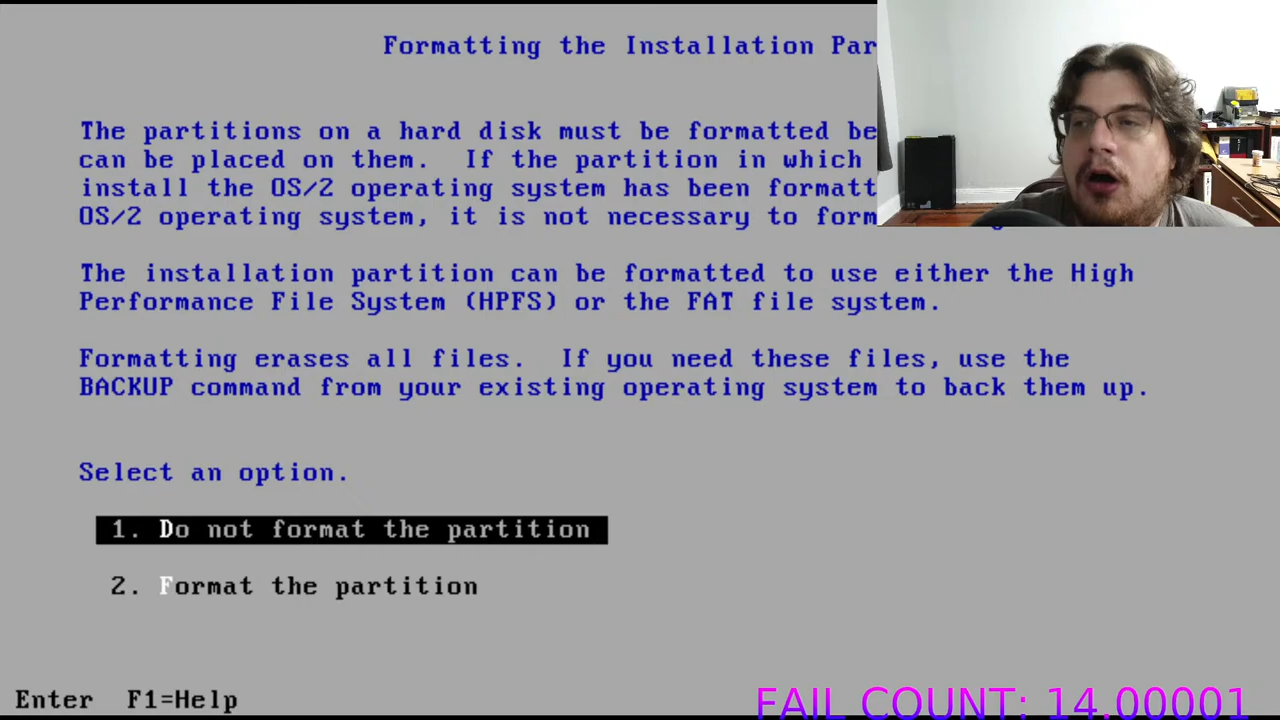 Formatting the Installation Par
The partitions on a hard disk must be formatted be
can be placed on them. If the partition in which
install the OS/2 operating system has been formatt
OS/2 operating system, it is not necessary to form
The installation partition can be formatted to use either the High
Performance File System (HPFS) or the FAT file system.
Formatting erases all files. If you need these files, use the
BACKUP command from your existing operating system to back them up.
Select an option.
1. Do not format the partition
2. Format the partition
Enter F1=Help
FAIL COUNT: 14.00001